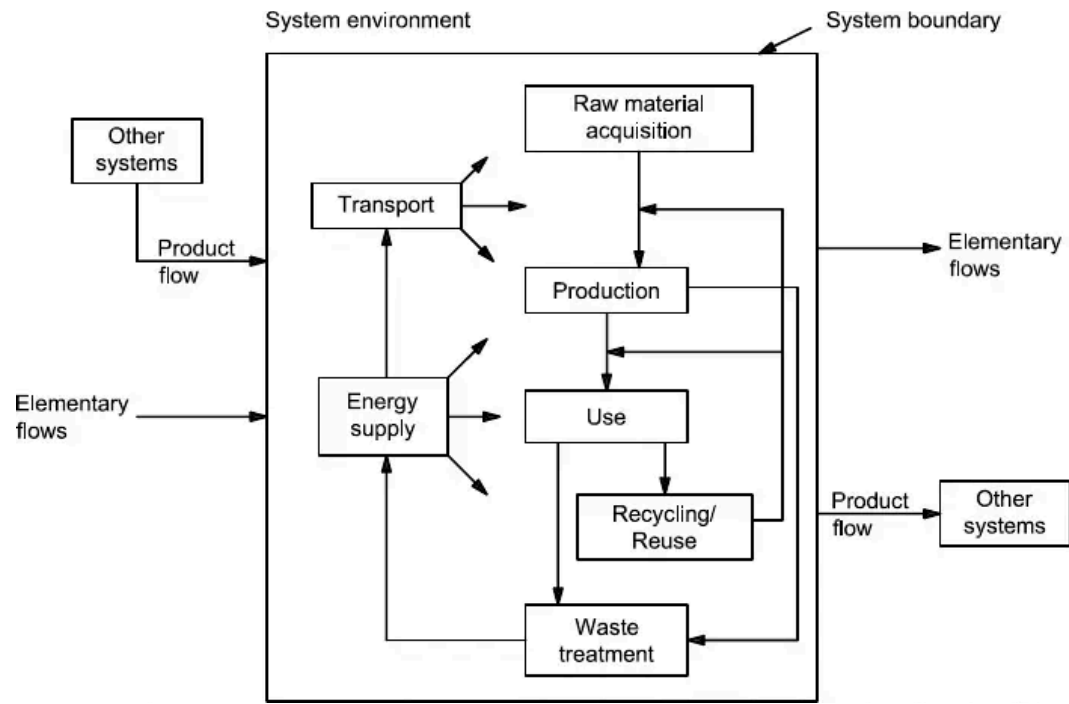 System environment
System boundary
Raw material
acquisition
Other
systems
Transport
Product
flow
Elementary
flows
Production
Elementary
flows
Energy
supply
Use
Recycling/
Reuse
Product
flow
Other
systems
Waste
treatment